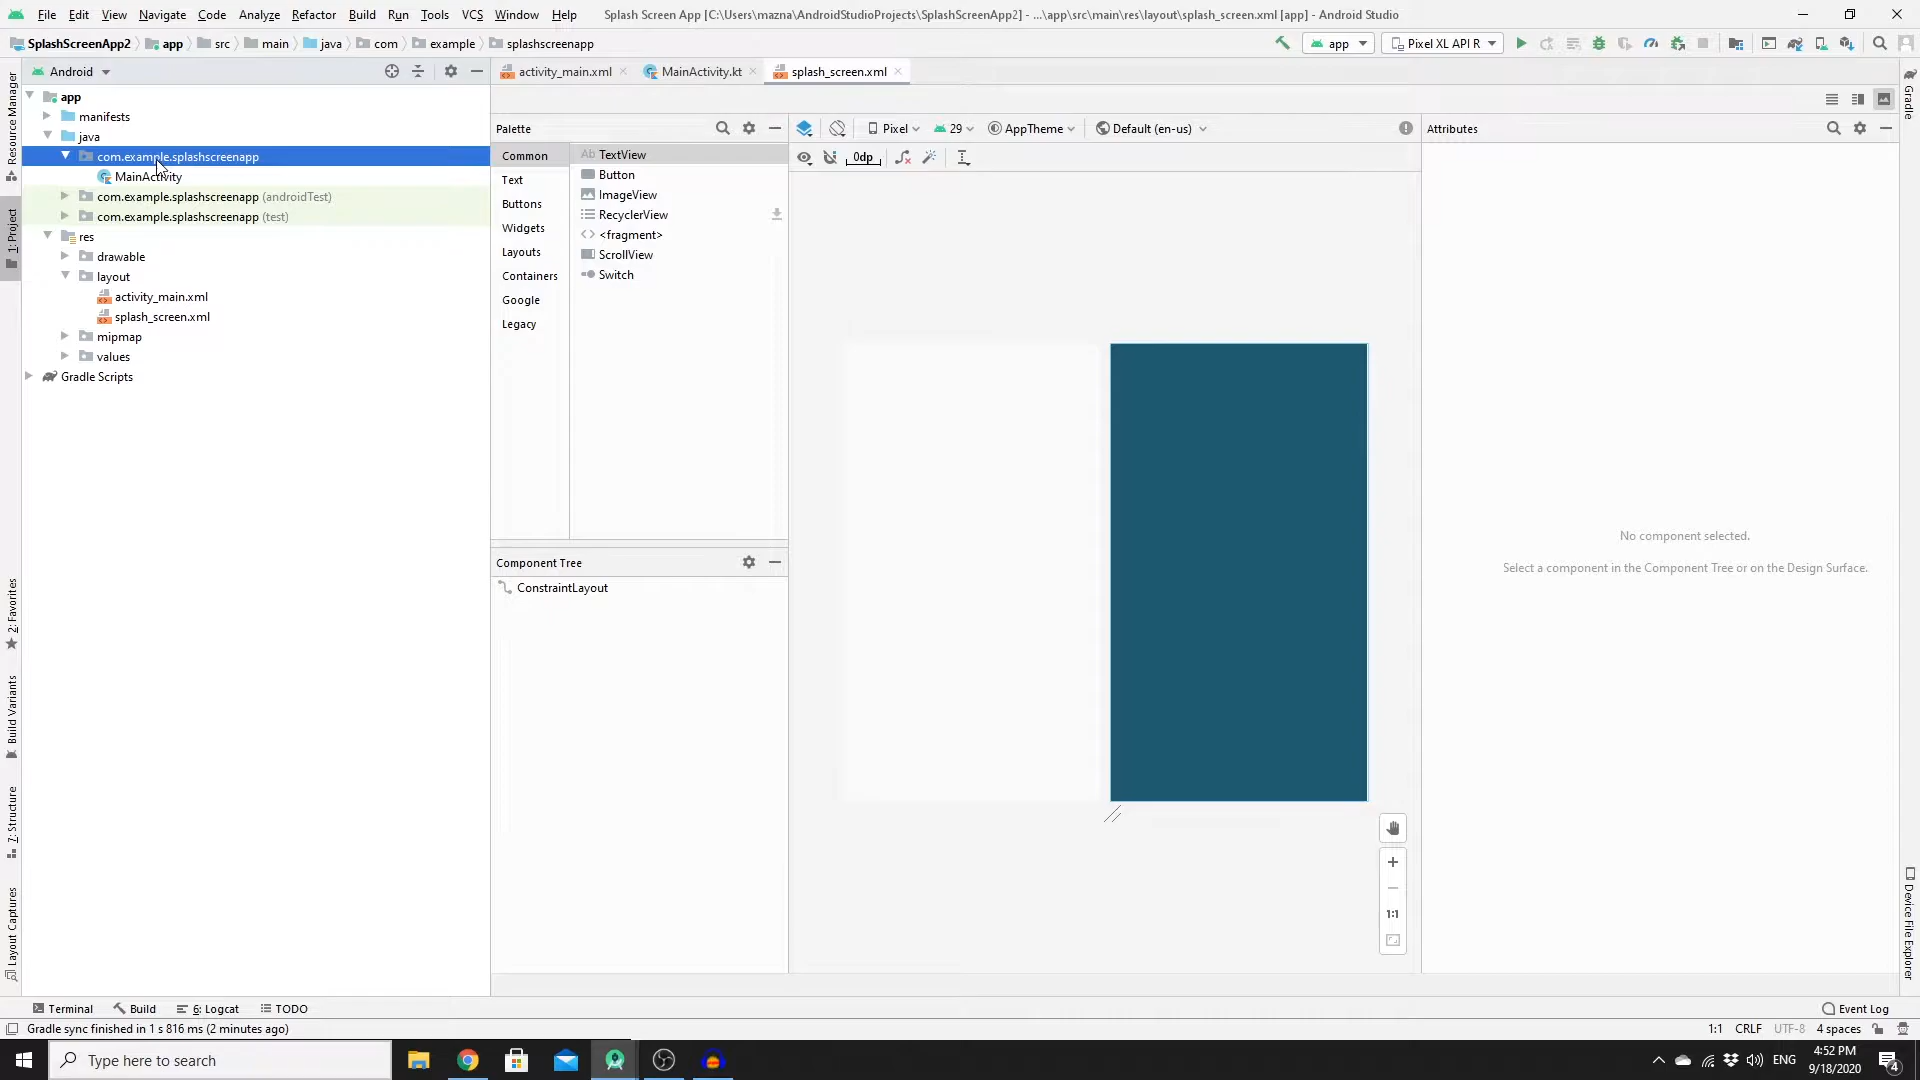 File Edit View Navigate Code Analyze Refactor Build Run Tools VCS Window Help Splash Screen App [C:\Users\mazna\AndroidStudioProjects\SplashScreenApp2] - ...\app\src\main\res\layout\splash_screen.xml [app] - Android Studio
SplashScreenApp2 app src main java com example splashscreenapp app Pixel XL API R
Android
activity_main.xml MainActivity.kt splash_screen.xml
app
manifests
java
com.example.splashscreenapp
MainActivity
com.example.splashscreenapp (androidTest)
com.example.splashscreenapp (test)
res
drawable
layout
activity_main.xml
splash_screen.xml
mipmap
values
Gradle Scripts
Resource Manager
1: Project
2: Favorites
Build Variants
7: Structure
Layout Captures
Palette
Common
Text
Buttons
Widgets
Layouts
Containers
Google
Legacy
Ab TextView
Button
ImageView
RecyclerView
<fragment>
ScrollView
Switch
Component Tree
ConstraintLayout
Pixel 29 AppTheme Default (en-us)
0dp
1:1
Attributes
No component selected.
Select a component in the Component Tree or on the Design Surface.
Gradle
Device File Explorer
Terminal Build 6: Logcat TODO Event Log
Gradle sync finished in 1 s 816 ms (2 minutes ago) 1:1 CRLF UTF-8 4 spaces
Type here to search
ENG
4:52 PM
9/18/2020
4